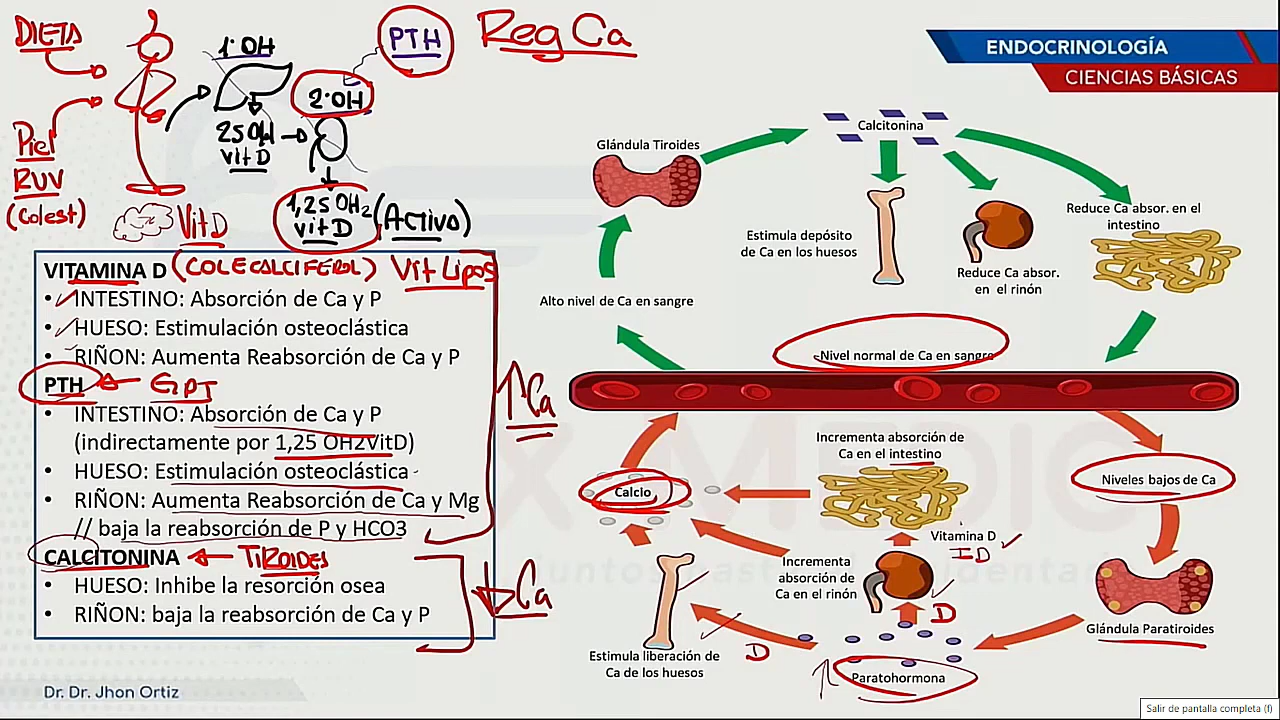 DIETA
1·OH
PTH
Reg Ca
ENDOCRINOLOGÍA
CIENCIAS BÁSICAS
2·OH
25 OH
Vit D
Piel
RUV
(Colest)
Vit D
1,25 OH2
Vit D (Activo)
VITAMINA D (COLECALCIFEROL) Vit Lipos
• INTESTINO: Absorción de Ca y P
• HUESO: Estimulación osteoclástica
• RIÑON: Aumenta Reabsorción de Ca y P
PTH ← GPT
• INTESTINO: Absorción de Ca y P
(indirectamente por 1,25 OH2VitD)
• HUESO: Estimulación osteoclástica
• RIÑON: Aumenta Reabsorción de Ca y Mg
// baja la reabsorción de P y HCO3
↑Ca
CALCITONINA ← TIROIDES
• HUESO: Inhibe la resorción osea
• RIÑON: baja la reabsorción de Ca y P
↓Ca
Dr. Dr. Jhon Ortiz
Calcitonina
Glándula Tiroides
Estimula depósito
de Ca en los huesos
Reduce Ca absor.
en el riñón
Reduce Ca absor. en el
intestino
Alto nivel de Ca en sangre
Nivel normal de Ca en sangre
Incrementa absorción de
Ca en el intestino
Calcio
Niveles bajos de Ca
Vitamina D
ID
Incrementa
absorción de
Ca en el riñón
D
Glándula Paratiroides
Estimula liberación de
Ca de los huesos
D
Paratohormona
Salir de pantalla completa (f)